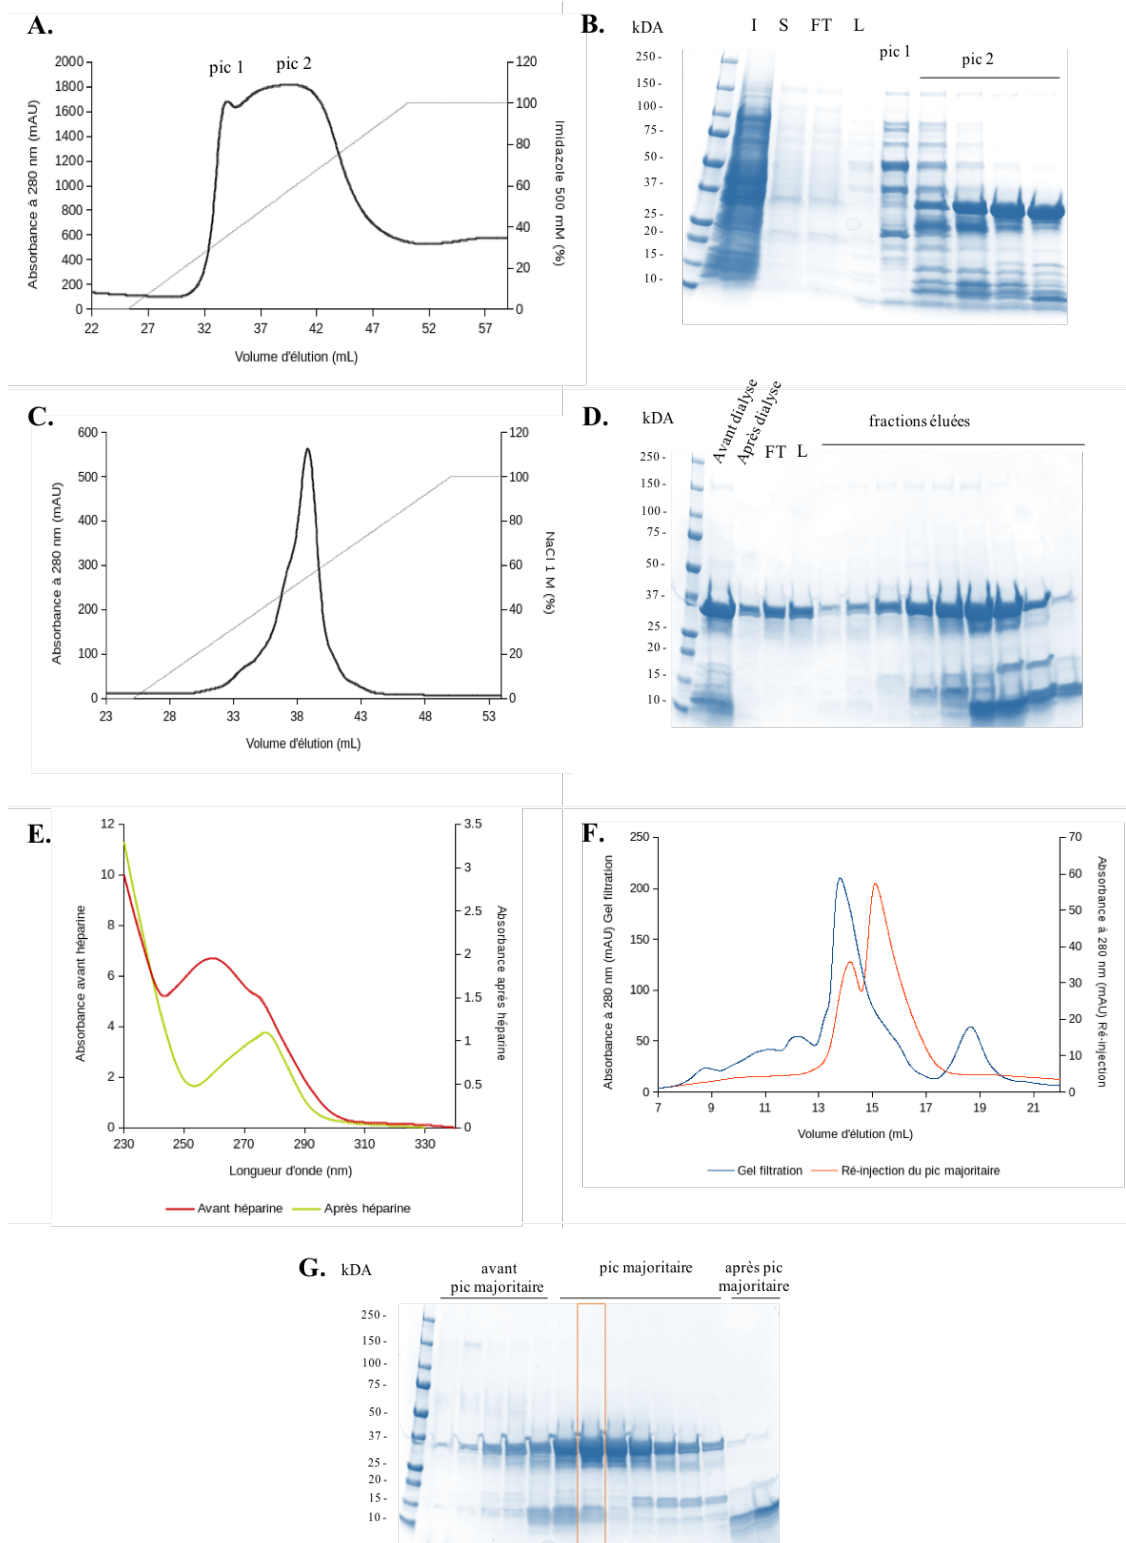 A.
pic 1 pic 2
2000
1800
1600
1400
1200
1000
800
600
400
200
0
120
100
80
60
40
20
0
22 27 32 37 42 47 52 57
Absorbance à 280 nm (mAU)
Imidazole 500 mM (%)
Volume d'élution (mL)
B.
kDA I S FT L
pic 1 pic 2
250 -
150 -
100 -
75 -
50 -
37 -
25 -
20 -
15 -
10 -
C.
600
500
400
300
200
100
0
120
100
80
60
40
20
0
23 28 33 38 43 48 53
Absorbance à 280 nm (mAU)
NaCl 1 M (%)
Volume d'élution (mL)
D.
kDA Avant dialyse Après dialyse FT L fractions éluées
250 -
150 -
100 -
75 -
50 -
37 -
25 -
20 -
15 -
10 -
E.
12
10
8
6
4
2
0
3.5
3
2.5
2
1.5
1
0.5
0
230 250 270 290 310 330
Absorbance avant héparine
Absorbance après héparine
Longueur d'onde (nm)
Avant héparine Après héparine
F.
250
200
150
100
50
0
70
60
50
40
30
20
10
0
7 9 11 13 15 17 19 21
Absorbance à 280 nm (mAU) Gel filtration
Absorbance à 280 nm (mAU) Ré-injection
Volume d'élution (mL)
Gel filtration Ré-injection du pic majoritaire
G.
kDA
avant
pic majoritaire
pic majoritaire
après pic
majoritaire
250 -
150 -
100 -
75 -
50 -
37 -
25 -
20 -
15 -
10 -